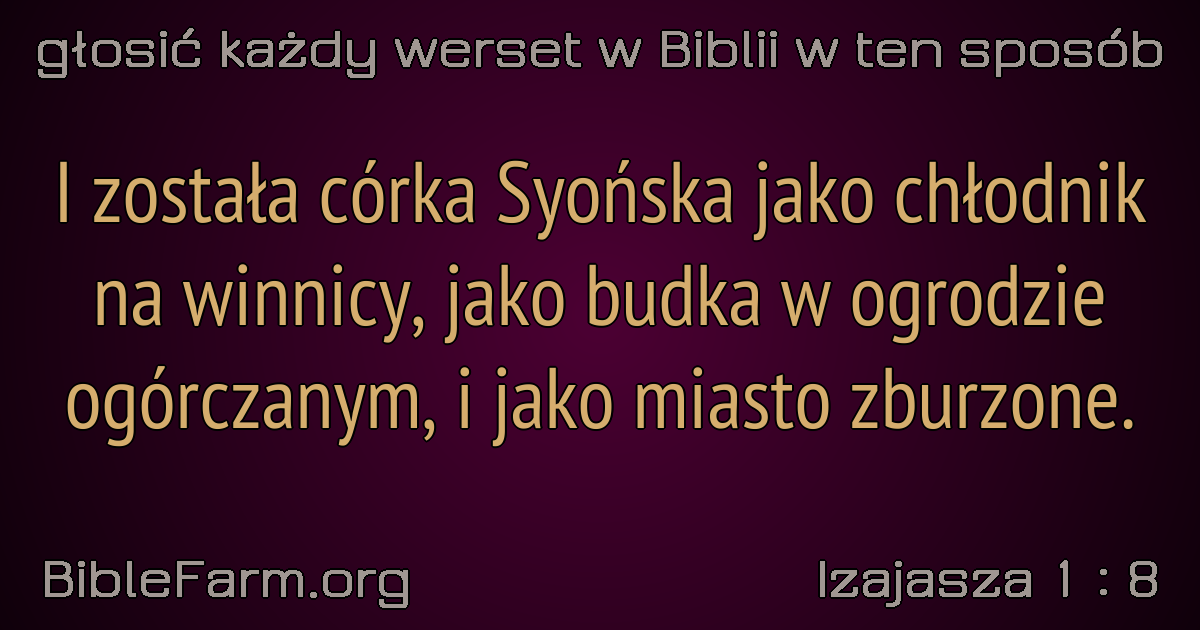 głosić każdy werset w Biblii w ten sposób
I została córka Syońska jako chłodnik
na winnicy, jako budka w ogrodzie
ogórczanym, i jako miasto zburzone.
BibleFarm.org
Izajasza 1 : 8